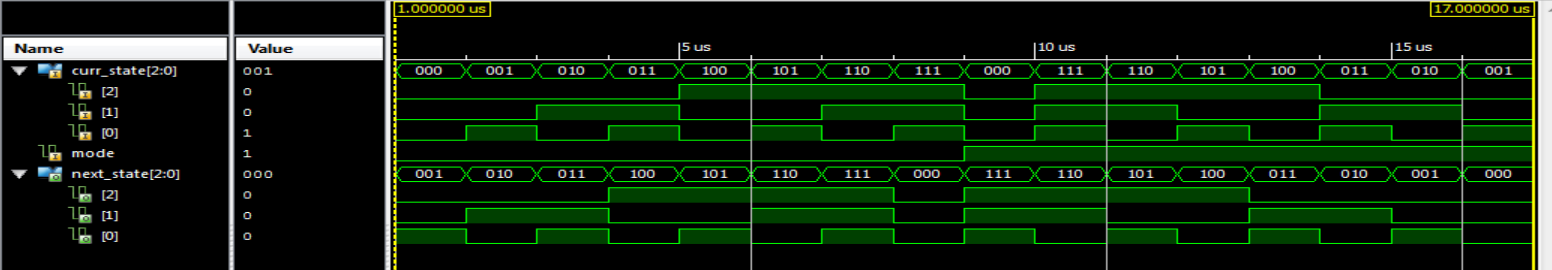 1.000000 us 17.000000 us
5 us 10 us 15 us
Name Value
curr_state[2:0] 001 000 001 010 011 100 101 110 111 000 111 110 101 100 011 010 001
[2] 0
[1] 0
[0] 1
mode 1
next_state[2:0] 000 001 010 011 100 101 110 111 000 111 110 101 100 011 010 001 000
[2] 0
[1] 0
[0] 0